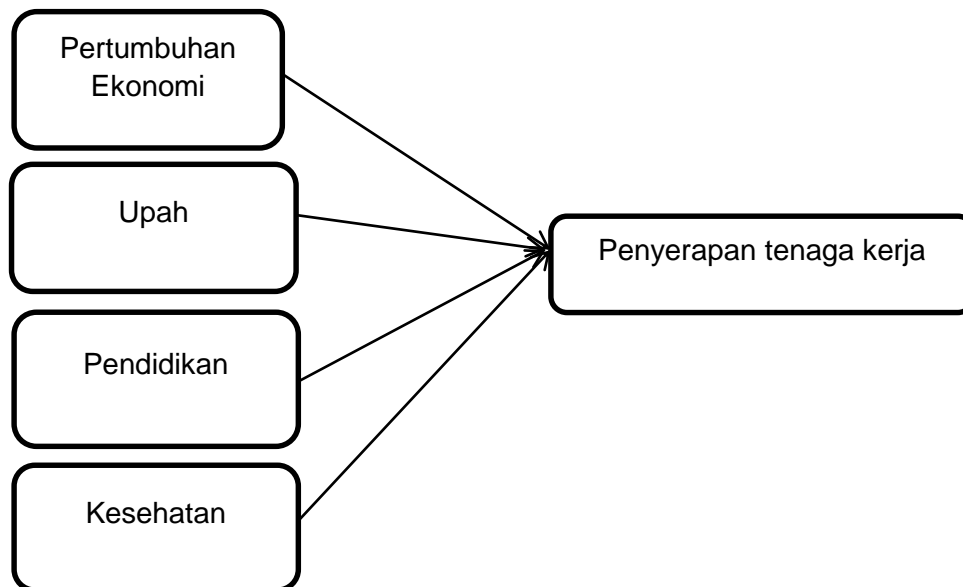 Pertumbuhan
Ekonomi
Upah
Penyerapan tenaga kerja
Pendidikan
Kesehatan